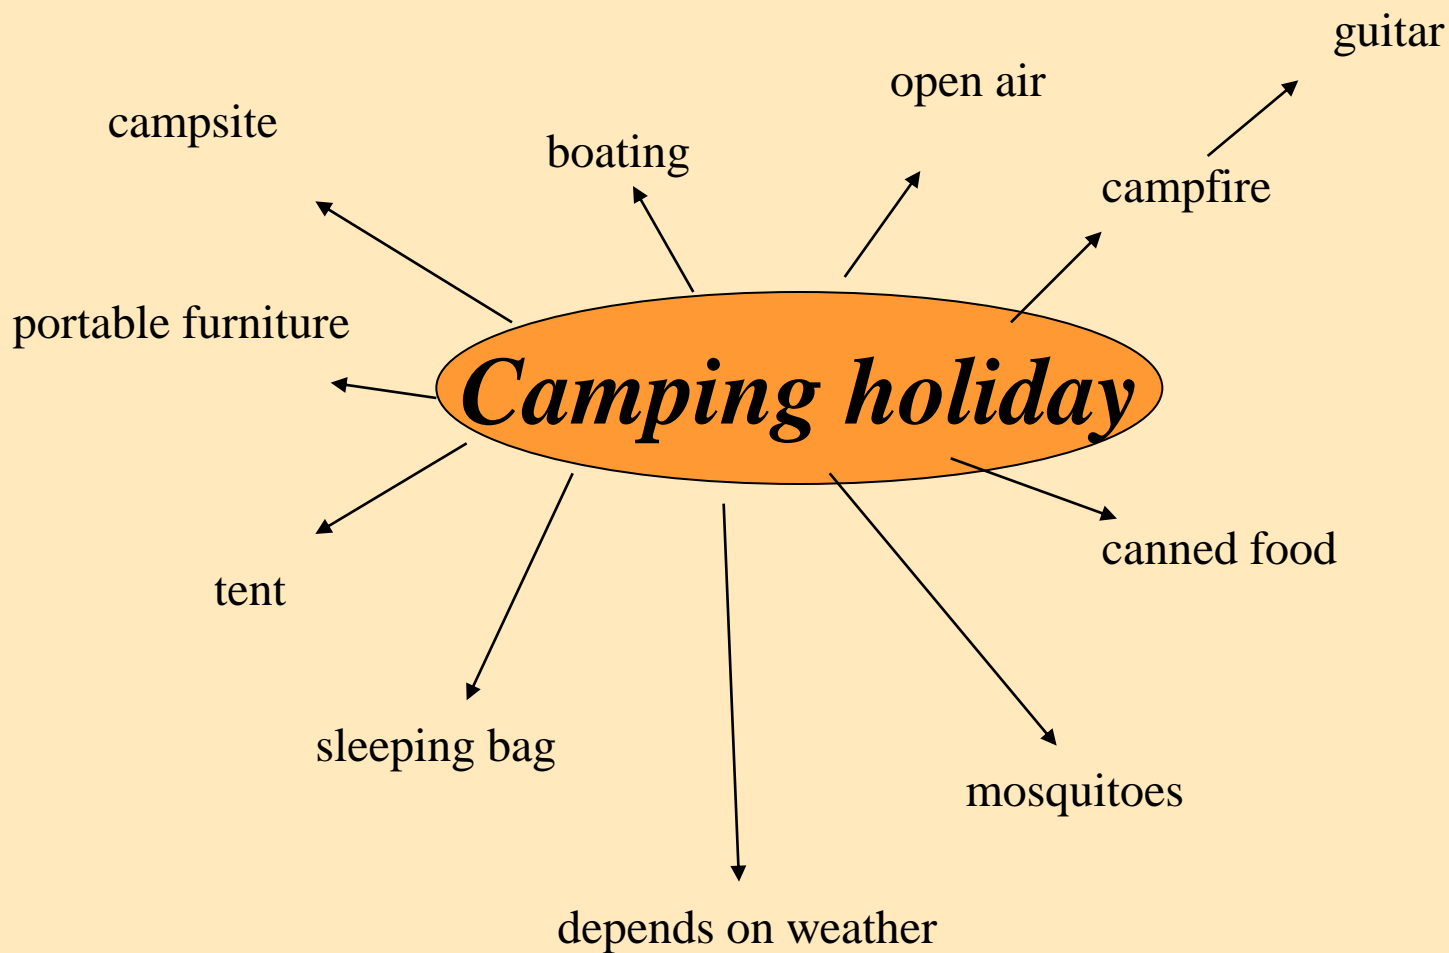 guitar
open air
campsite
boating
campfire
portable furniture
Camping holiday
canned food
tent
sleeping bag
mosquitoes
depends on weather